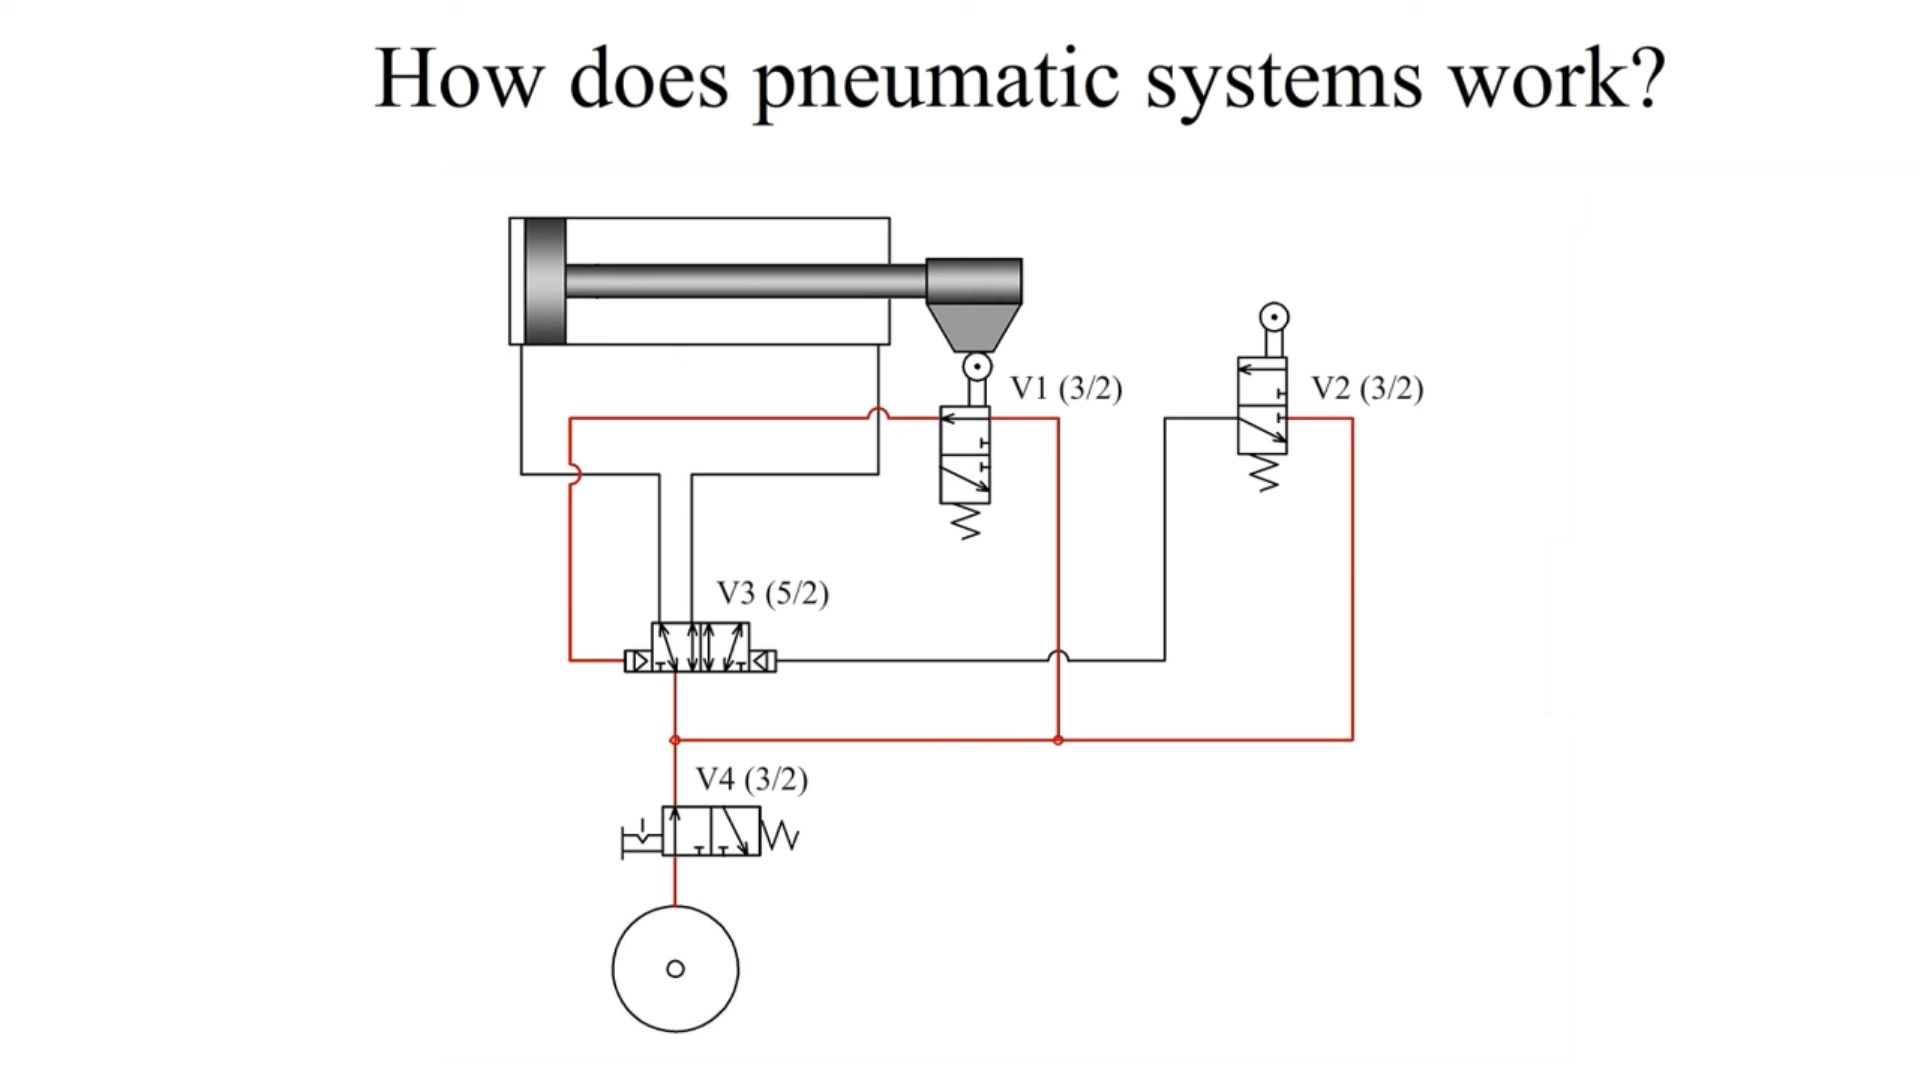 How does pneumatic systems work?
V1 (3/2)
V2 (3/2)
V3 (5/2)
V4 (3/2)